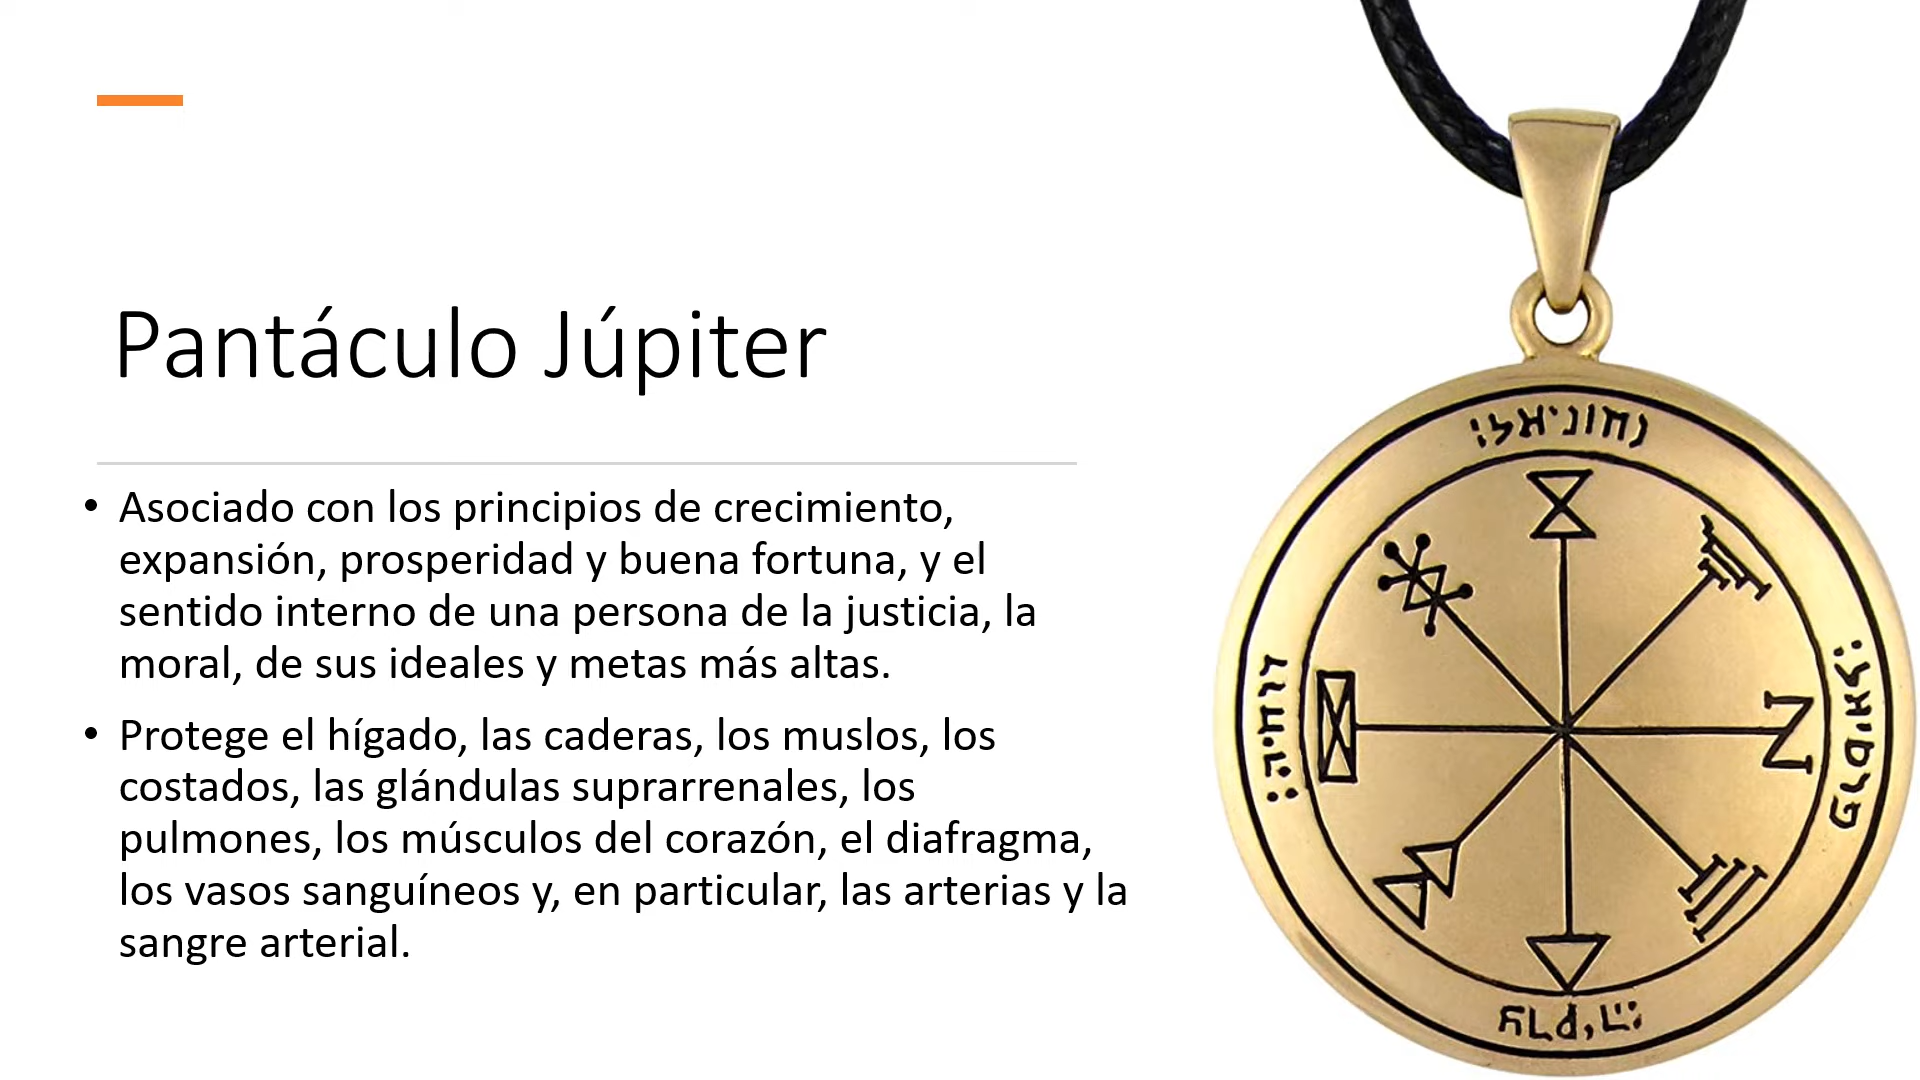 Pantáculo Júpiter
• Asociado con los principios de crecimiento,
expansión, prosperidad y buena fortuna, y el
sentido interno de una persona de la justicia, la
moral, de sus ideales y metas más altas.
• Protege el hígado, las caderas, los muslos, los
costados, las glándulas suprarrenales, los
pulmones, los músculos del corazón, el diafragma,
los vasos sanguíneos y, en particular, las arterias y la
sangre arterial.
נחוניאל: